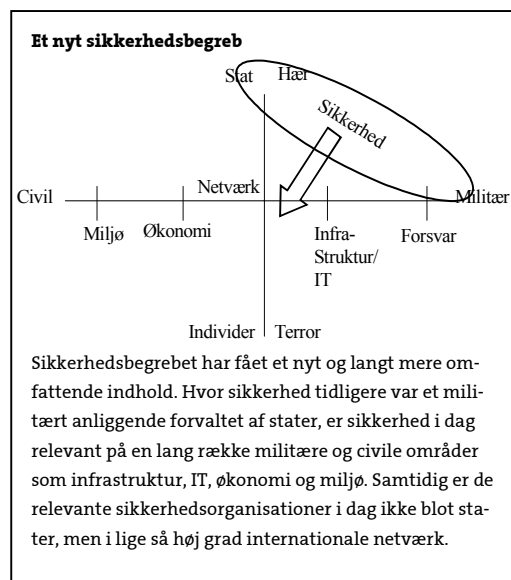 Et nyt sikkerhedsbegreb
Stat Hær
Sikkerhed
Netværk
Civil Militær
Miljø Økonomi Infra- Forsvar
Struktur/
IT
Individer Terror
Sikkerhedsbegrebet har fået et nyt og langt mere om-
fattende indhold. Hvor sikkerhed tidligere var et mili-
tært anliggende forvaltet af stater, er sikkerhed i dag
relevant på en lang række militære og civile områder
som infrastruktur, IT, økonomi og miljø. Samtidig er de
relevante sikkerhedsorganisationer i dag ikke blot sta-
ter, men i lige så høj grad internationale netværk.